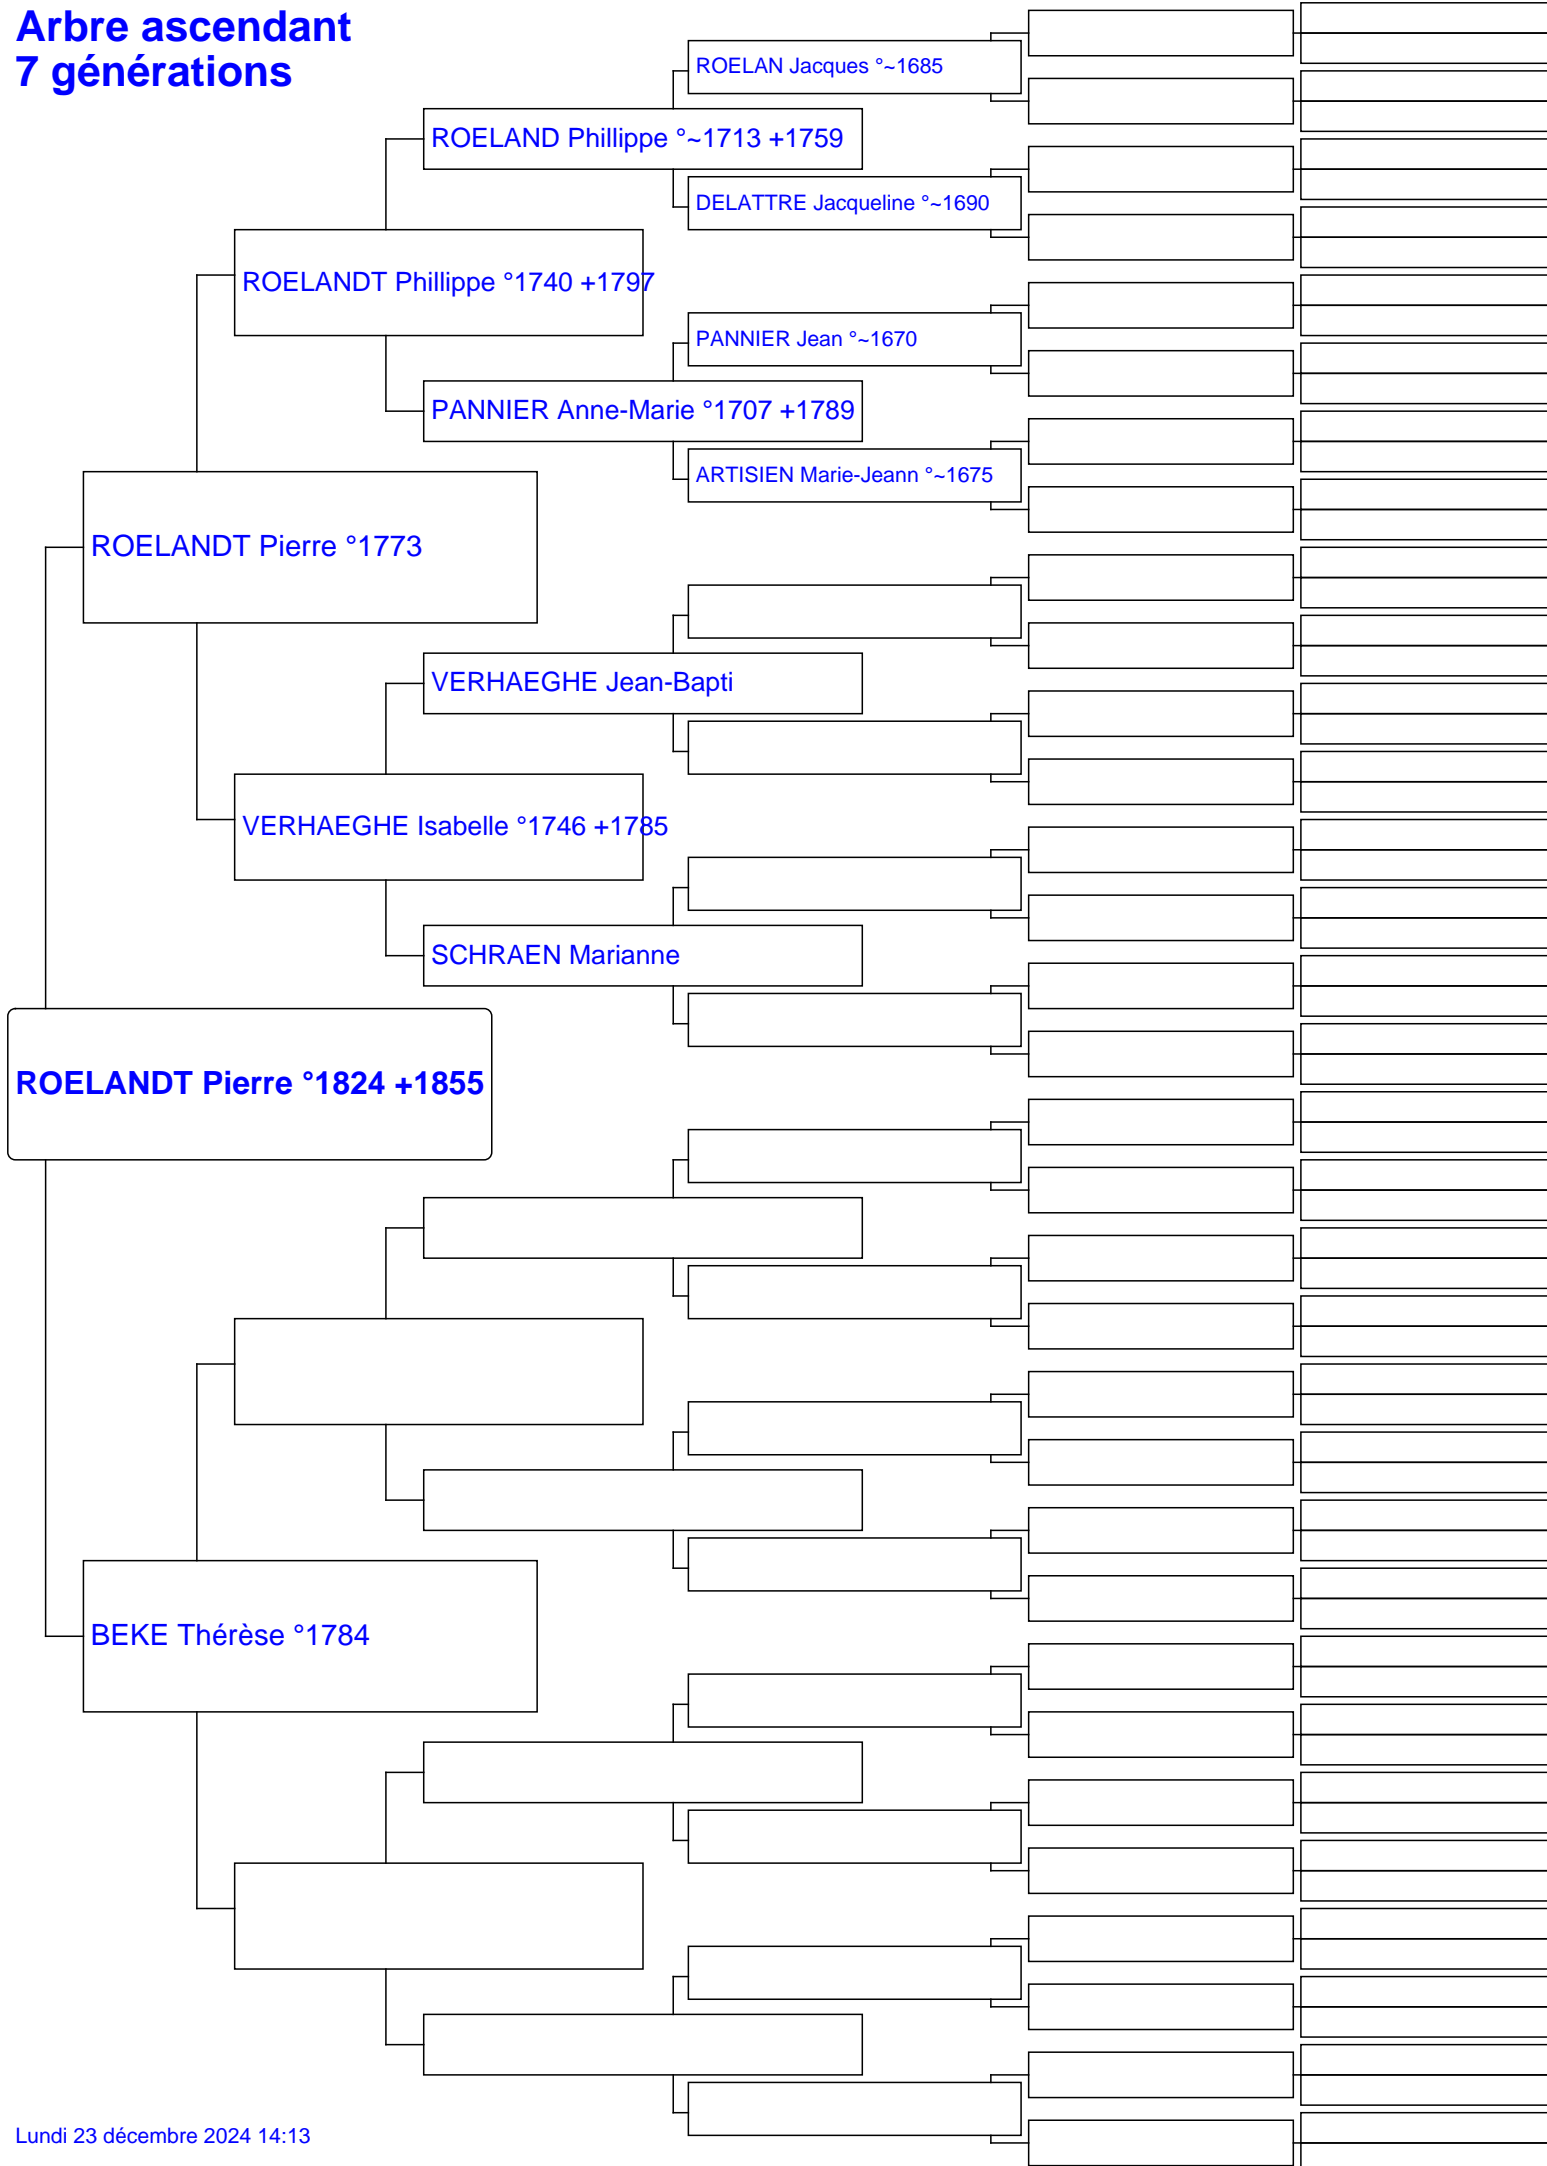 Arbre ascendant
7 générations
ROELAN Jacques °~1685
ROELAND Phillippe °~1713 +1759
DELATTRE Jacqueline °~1690
ROELANDT Phillippe °1740 +1797
PANNIER Jean °~1670
PANNIER Anne-Marie °1707 +1789
ARTISIEN Marie-Jeann °~1675
ROELANDT Pierre °1773
VERHAEGHE Jean-Bapti
VERHAEGHE Isabelle °1746 +1785
SCHRAEN Marianne
ROELANDT Pierre °1824 +1855
BEKE Thérèse °1784
Lundi 23 décembre 2024 14:13